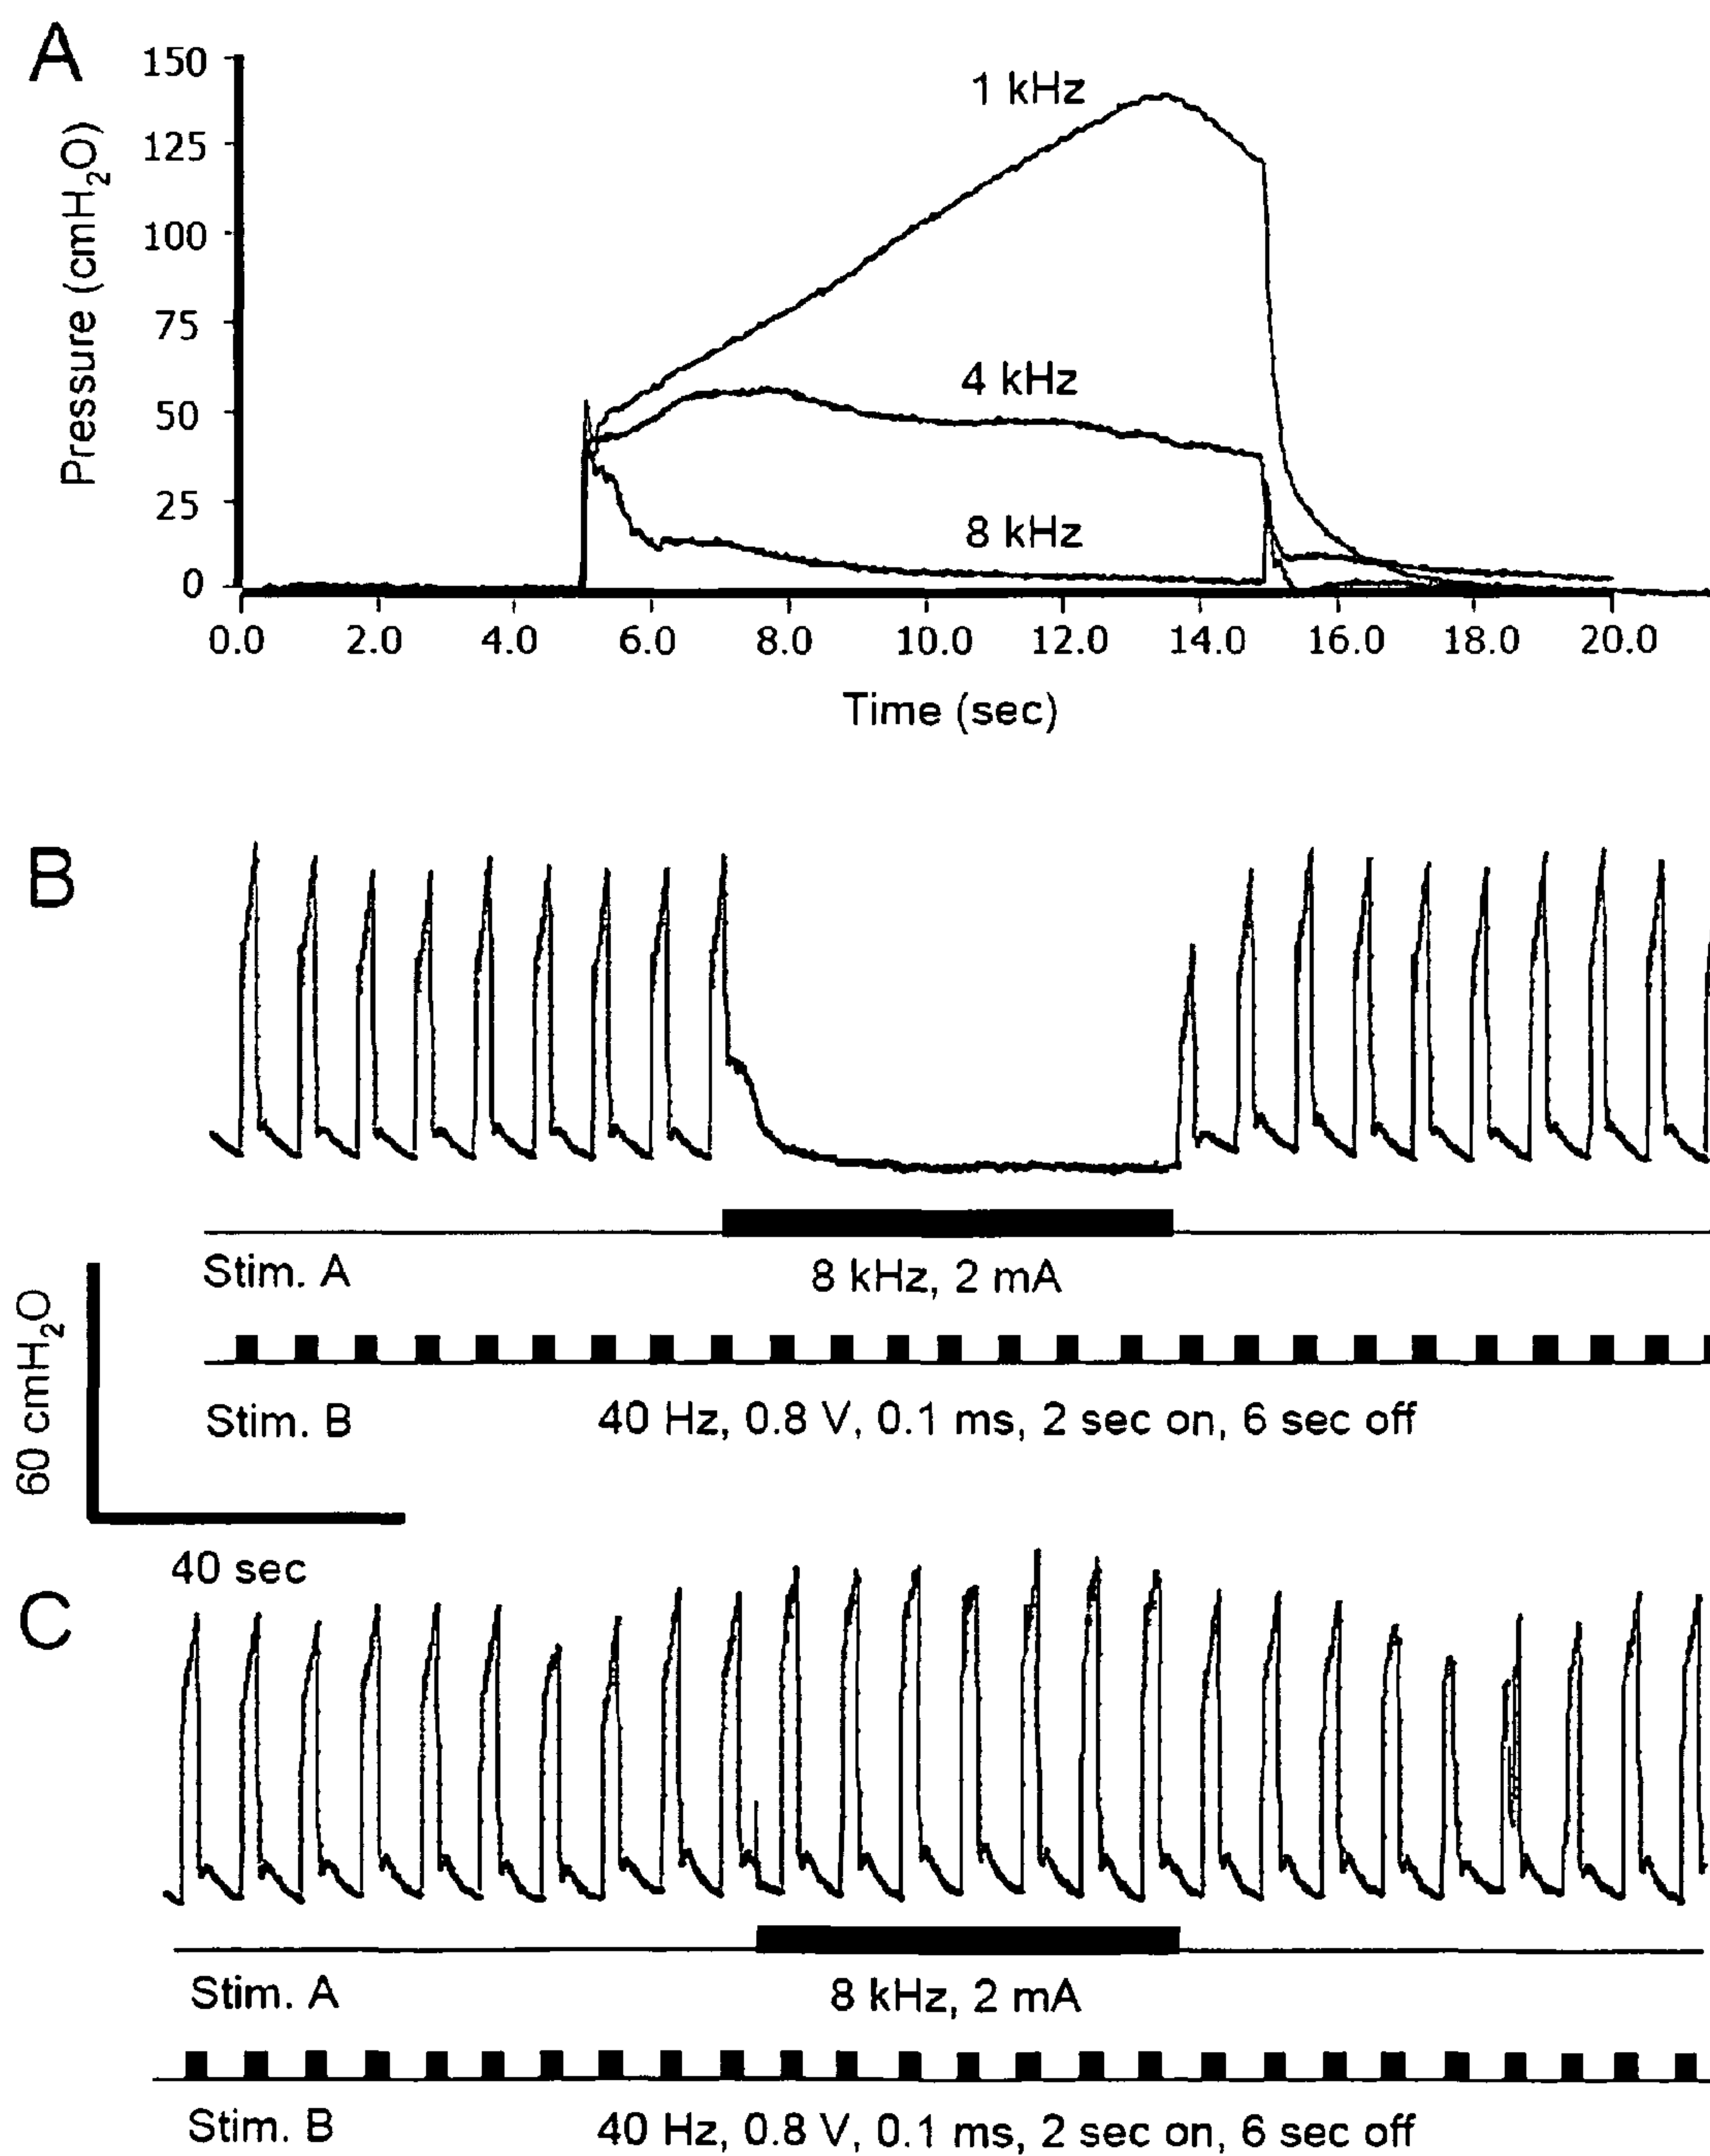 A
150
125
100
75
50
25
0
Pressure (cmH₂O)
1 kHz
4 kHz
8 kHz
0.0 2.0 4.0 6.0 8.0 10.0 12.0 14.0 16.0 18.0 20.0
Time (sec)
B
Stim. A
8 kHz, 2 mA
Stim. B
40 Hz, 0.8 V, 0.1 ms, 2 sec on, 6 sec off
60 cmH₂O
40 sec
C
Stim. A
8 kHz, 2 mA
Stim. B
40 Hz, 0.8 V, 0.1 ms, 2 sec on, 6 sec off